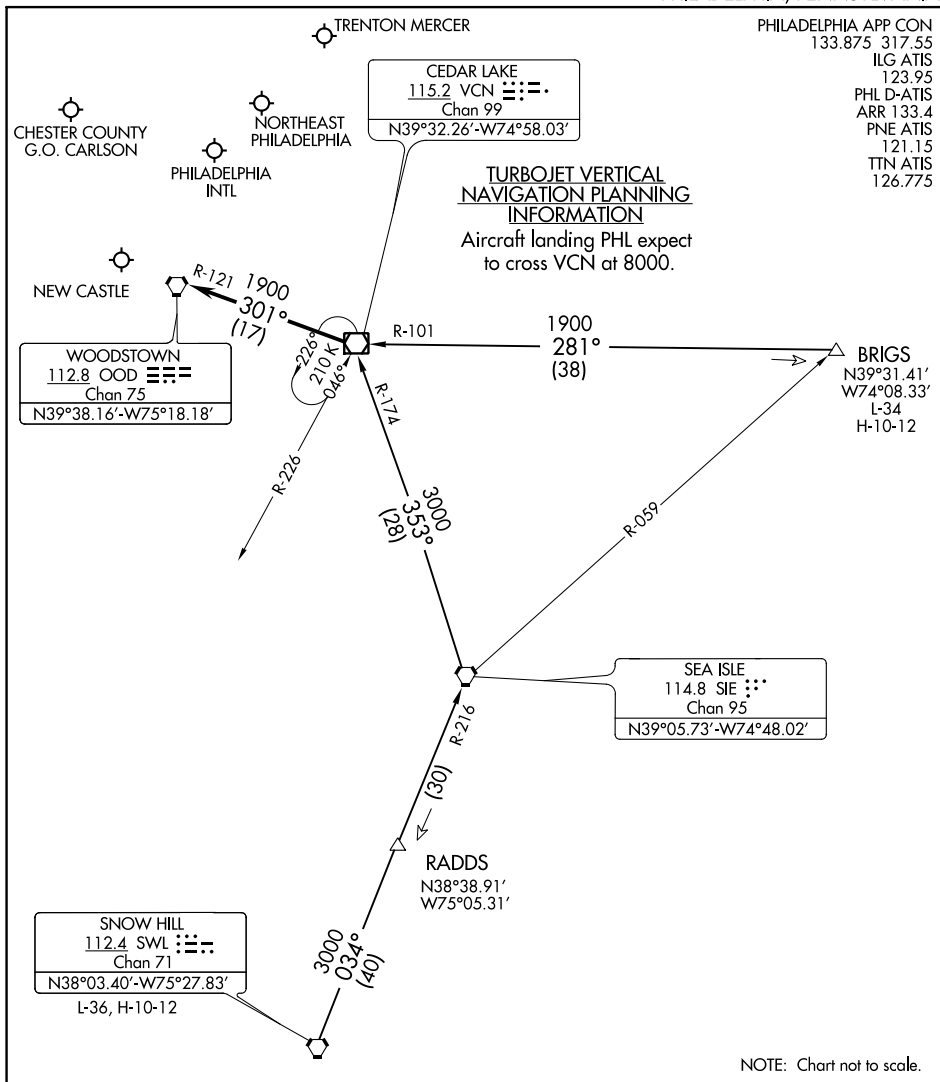 TRENTON MERCER
PHILADELPHIA APP CON
133.875 317.55
ILG ATIS
123.95
PHL D-ATIS
ARR 133.4
PNE ATIS
121.15
TTN ATIS
126.775
CEDAR LAKE
115.2 VCN
Chan 99
N39°32.26'-W74°58.03'
CHESTER COUNTY
G.O. CARLSON
NORTHEAST
PHILADELPHIA
PHILADELPHIA
INTL
TURBOJET VERTICAL
NAVIGATION PLANNING
INFORMATION
Aircraft landing PHL expect
to cross VCN at 8000.
NEW CASTLE
R-121
1900
301°
(17)
WOODSTOWN
112.8 OOD
Chan 75
N39°38.16'-W75°18.18'
226°
210 K
046°
R-226
R-101
1900
281°
(38)
BRIGS
N39°31.41'
W74°08.33'
L-34
H-10-12
R-174
3000
353°
(28)
R-059
SEA ISLE
114.8 SIE
Chan 95
N39°05.73'-W74°48.02'
R-216
(30)
RADDS
N38°38.91'
W75°05.31'
3000
034°
(40)
SNOW HILL
112.4 SWL
Chan 71
N38°03.40'-W75°27.83'
L-36, H-10-12
NOTE: Chart not to scale.